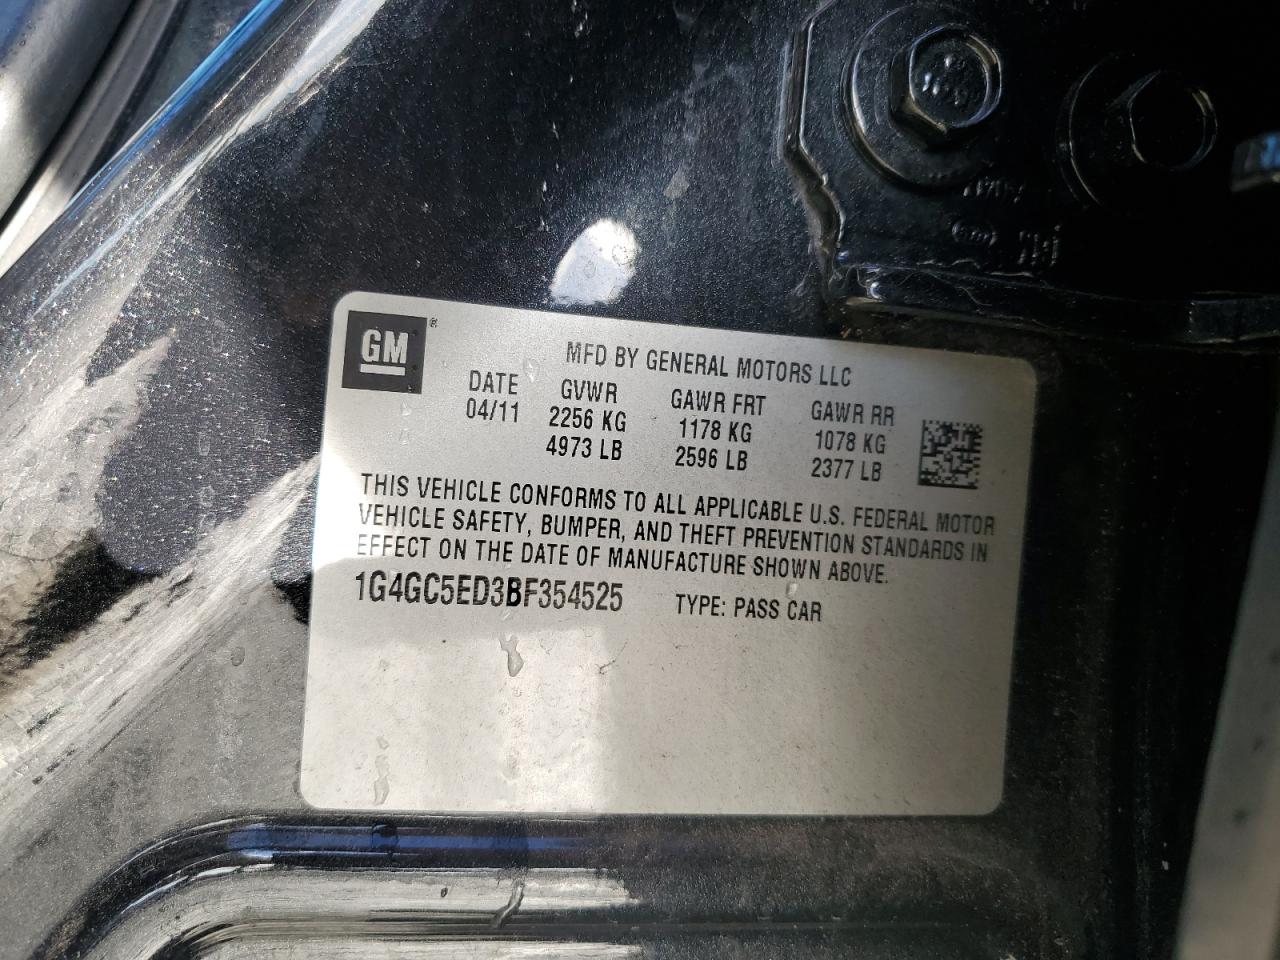 GM®
MFD BY GENERAL MOTORS LLC
DATE GVWR GAWR FRT GAWR RR
04/11 2256 KG 1178 KG 1078 KG
4973 LB 2596 LB 2377 LB
THIS VEHICLE CONFORMS TO ALL APPLICABLE U.S. FEDERAL MOTOR
VEHICLE SAFETY, BUMPER, AND THEFT PREVENTION STANDARDS IN
EFFECT ON THE DATE OF MANUFACTURE SHOWN ABOVE.
1G4GC5ED3BF354525 TYPE: PASS CAR